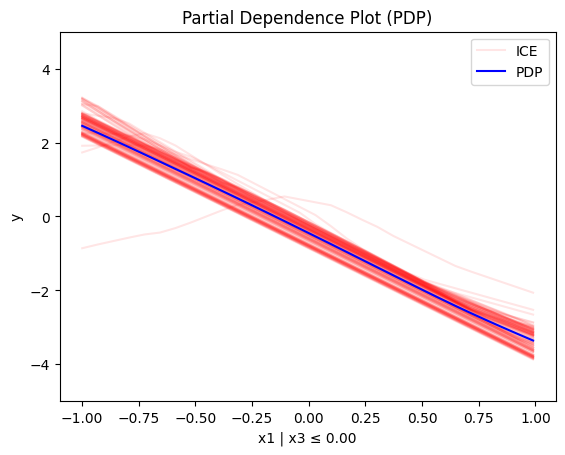 Partial Dependence Plot (PDP)
ICE
PDP
y
4
2
0
−2
−4
−1.00 −0.75 −0.50 −0.25 0.00 0.25 0.50 0.75 1.00
x1 | x3 ≤ 0.00